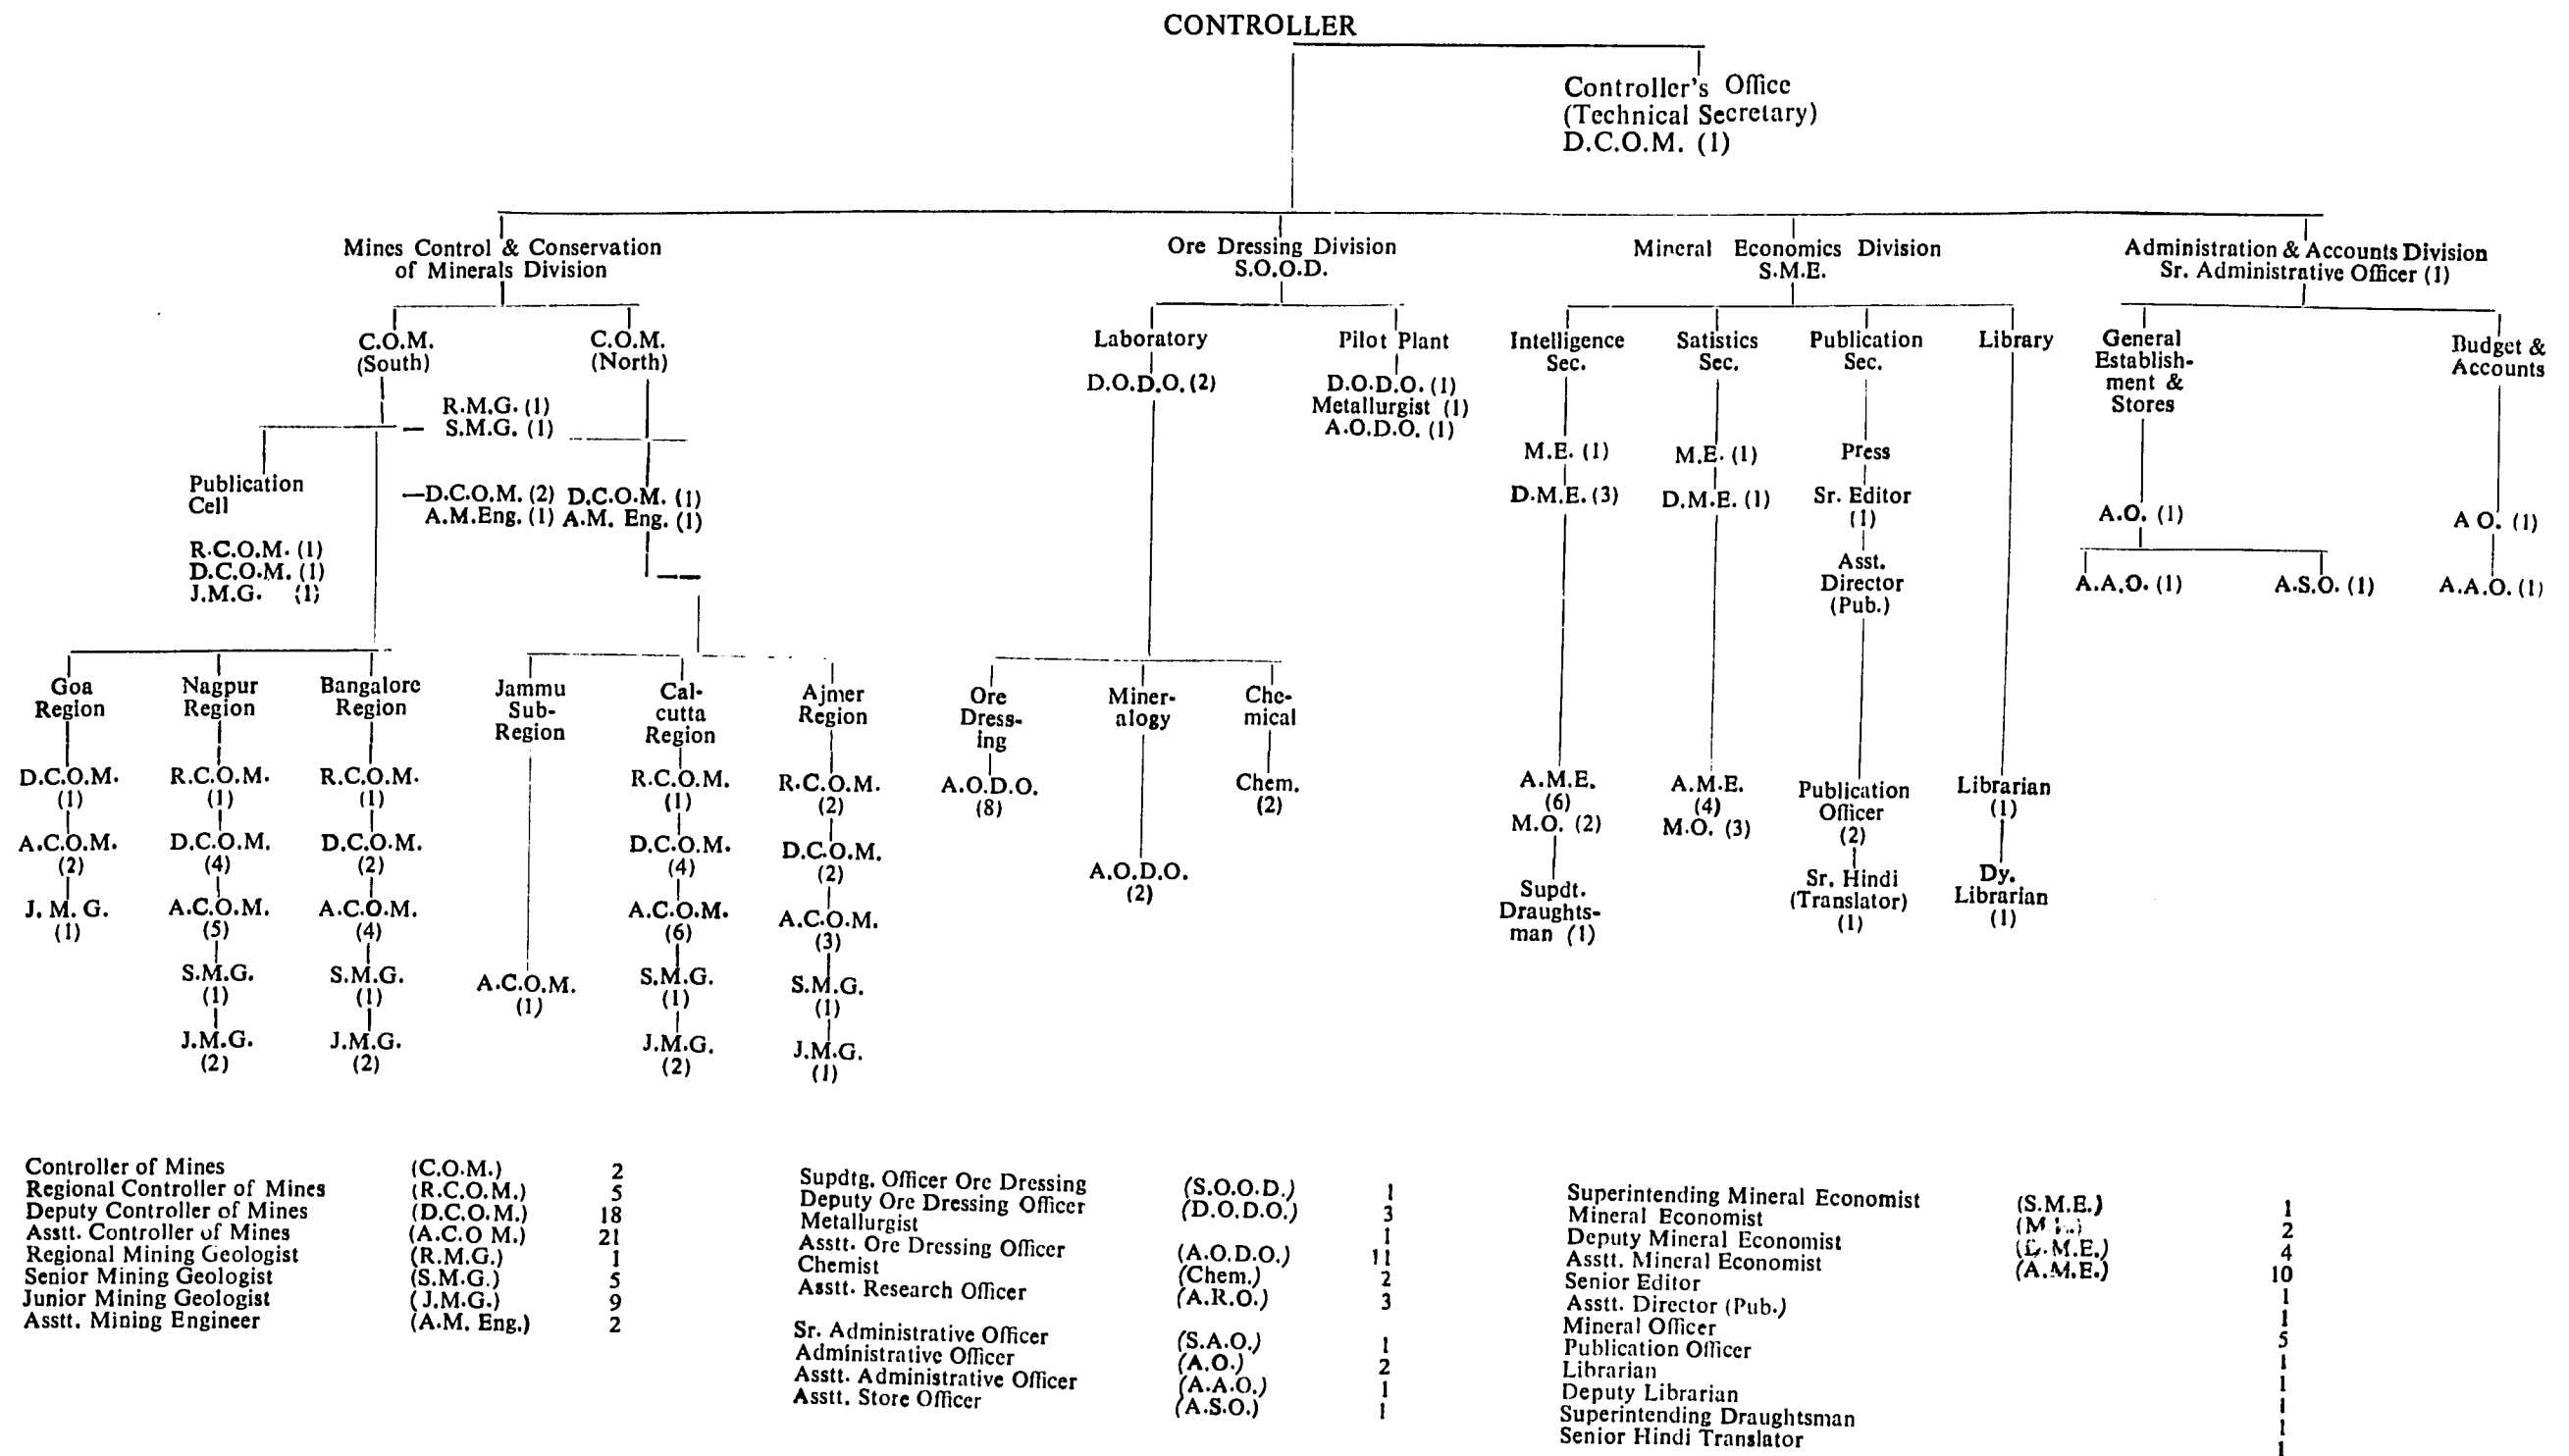 CONTROLLER
Controller's Office
(Technical Secretary)
D.C.O.M. (1)
Mines Control & Conservation
of Minerals Division
Ore Dressing Division
S.O.O.D.
Mineral Economics Division
S.M.E.
Administration & Accounts Division
Sr. Administrative Officer (1)
C.O.M.
(South)
C.O.M.
(North)
R.M.G. (1)
S.M.G. (1)
Publication
Cell
R.C.O.M. (1)
D.C.O.M. (1)
J.M.G. (1)
—D.C.O.M. (2)
A.M.Eng. (1)
D.C.O.M. (1)
A.M. Eng. (1)
Laboratory
D.O.D.O. (2)
Pilot Plant
D.O.D.O. (1)
Metallurgist (1)
A.O.D.O. (1)
Intelligence
Sec.
M.E. (1)
D.M.E. (3)
Satistics
Sec.
M.E. (1)
D.M.E. (1)
Publication
Sec.
Press
Sr. Editor
(1)
Asst.
Director
(Pub.)
Library
General
Establish-
ment &
Stores
A.O. (1)
A.A.O. (1)
A.S.O. (1)
Budget &
Accounts
A O. (1)
A.A.O. (1)
Goa
Region
D.C.O.M.
(1)
A.C.O.M.
(2)
J. M. G.
(1)
Nagpur
Region
R.C.O.M.
(1)
D.C.O.M.
(4)
A.C.O.M.
(5)
S.M.G.
(1)
J.M.G.
(2)
Bangalore
Region
R.C.O.M.
(1)
D.C.O.M.
(2)
A.C.O.M.
(4)
S.M.G.
(1)
J.M.G.
(2)
Jammu
Sub-
Region
A.C.O.M.
(1)
Cal-
cutta
Region
R.C.O.M.
(1)
D.C.O.M.
(4)
A.C.O.M.
(6)
S.M.G.
(1)
J.M.G.
(2)
Ajmer
Region
R.C.O.M.
(2)
D.C.O.M.
(2)
A.C.O.M.
(3)
S.M.G.
(1)
J.M.G.
(1)
Ore
Dress-
ing
A.O.D.O.
(8)
Miner-
alogy
A.O.D.O.
(2)
Che-
mical
Chem.
(2)
A.M.E.
(6)
M.O. (2)
Supdt.
Draughts-
man (1)
A.M.E.
(4)
M.O. (3)
Publication
Officer
(2)
Sr. Hindi
(Translator)
(1)
Librarian
(1)
Dy.
Librarian
(1)
Controller of Mines (C.O.M.) 2
Regional Controller of Mines (R.C.O.M.) 5
Deputy Controller of Mines (D.C.O.M.) 18
Asstt. Controller of Mines (A.C.O M.) 21
Regional Mining Geologist (R.M.G.) 1
Senior Mining Geologist (S.M.G.) 5
Junior Mining Geologist (J.M.G.) 9
Asstt. Mining Engineer (A.M. Eng.) 2
Supdtg. Officer Ore Dressing (S.O.O.D.) 1
Deputy Ore Dressing Officer (D.O.D.O.) 3
Metallurgist 1
Asstt. Ore Dressing Officer (A.O.D.O.) 11
Chemist (Chem.) 2
Asstt. Research Officer (A.R.O.) 3
Sr. Administrative Officer (S.A.O.) 1
Administrative Officer (A.O.) 2
Asstt. Administrative Officer (A.A.O.) 1
Asstt. Store Officer (A.S.O.) 1
Superintending Mineral Economist (S.M.E.) 1
Mineral Economist 2
Deputy Mineral Economist (D.M.E.) 4
Asstt. Mineral Economist (A.M.E.) 10
Senior Editor 1
Asstt. Director (Pub.) 1
Mineral Officer 5
Publication Officer 1
Librarian 1
Deputy Librarian 1
Superintending Draughtsman 1
Senior Hindi Translator 1